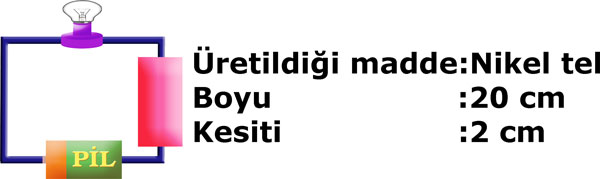 Üretildiği madde:Nikel tel
Boyu :20 cm
Kesiti :2 cm
PİL